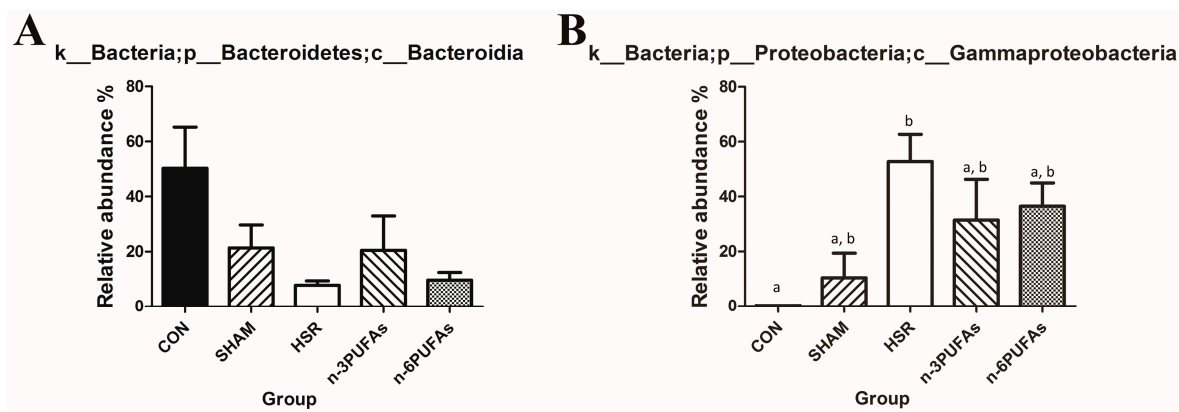 A
k__Bacteria;p__Bacteroidetes;c__Bacteroidia
Relative abundance %
80
60
40
20
0
CON
SHAM
HSR
n-3PUFAs
n-6PUFAs
Group
B
k__Bacteria;p__Proteobacteria;c__Gammaproteobacteria
Relative abundance %
80
60
40
20
0
a
a, b
b
a, b
a, b
CON
SHAM
HSR
n-3PUFAs
n-6PUFAs
Group